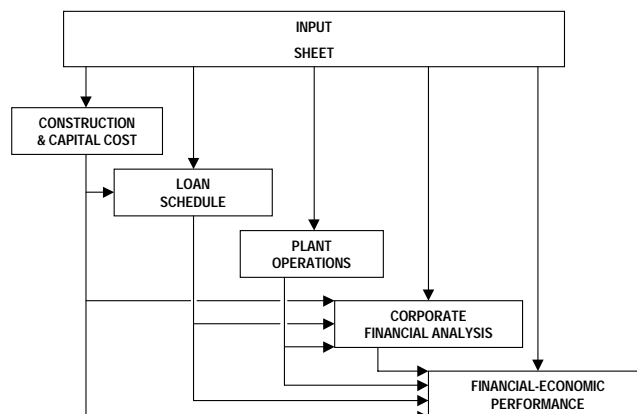 INPUT
SHEET
CONSTRUCTION
& CAPITAL COST
LOAN
SCHEDULE
PLANT
OPERATIONS
CORPORATE
FINANCIAL ANALYSIS
FINANCIAL-ECONOMIC
PERFORMANCE